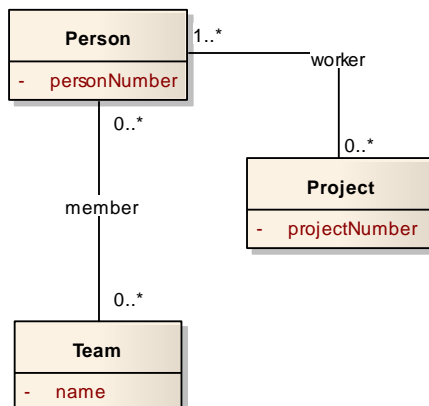 Person
- personNumber
1..*
worker
0..*
0..*
Project
- projectNumber
member
0..*
Team
- name